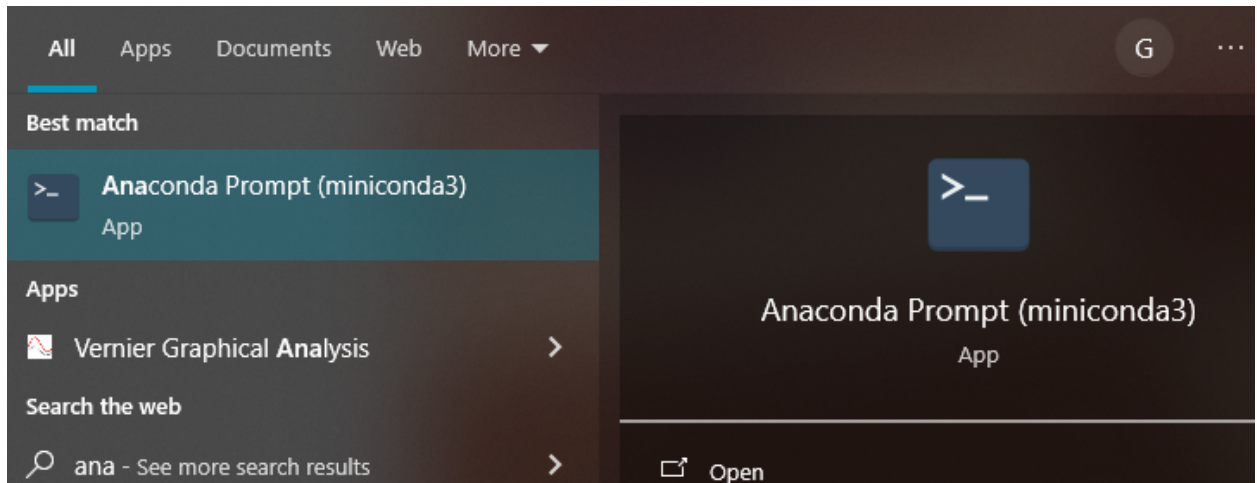 All Apps Documents Web More G ...
Best match
>_ Anaconda Prompt (miniconda3)
App
Apps
Vernier Graphical Analysis
Search the web
ana - See more search results
>_
Anaconda Prompt (miniconda3)
App
Open